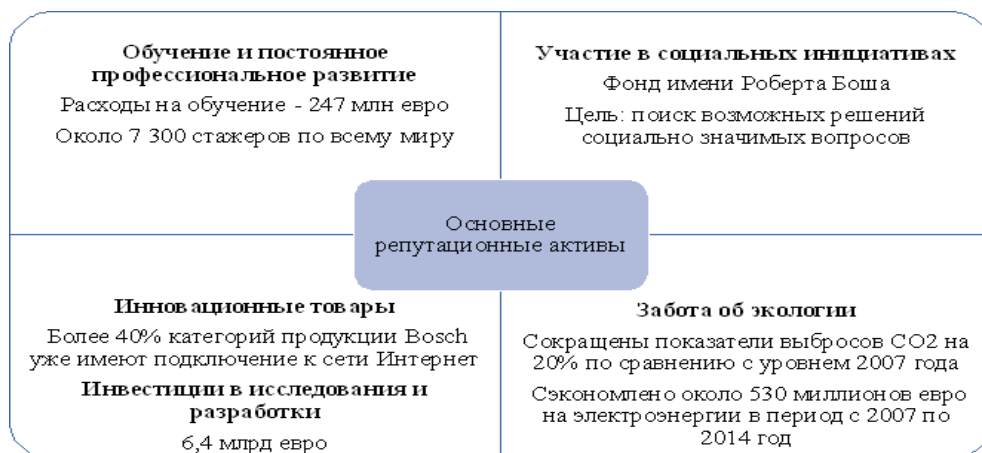 Обучение и постоянное
профессиональное развитие
Расходы на обучение - 247 млн евро
Около 7 300 стажеров по всему миру
Участие в социальных инициативах
Фонд имени Роберта Боша
Цель: поиск возможных решений
социально значимых вопросов
Основные
репутационные активы
Инновационные товары
Более 40% категорий продукции Bosch
уже имеют подключение к сети Интернет
Инвестиции в исследования и
разработки
6,4 млрд евро
Забота об экологии
Сокращены показатели выбросов СО2 на
20% по сравнению с уровнем 2007 года
Сэкономлено около 530 миллионов евро
на электроэнергии в период с 2007 по
2014 год